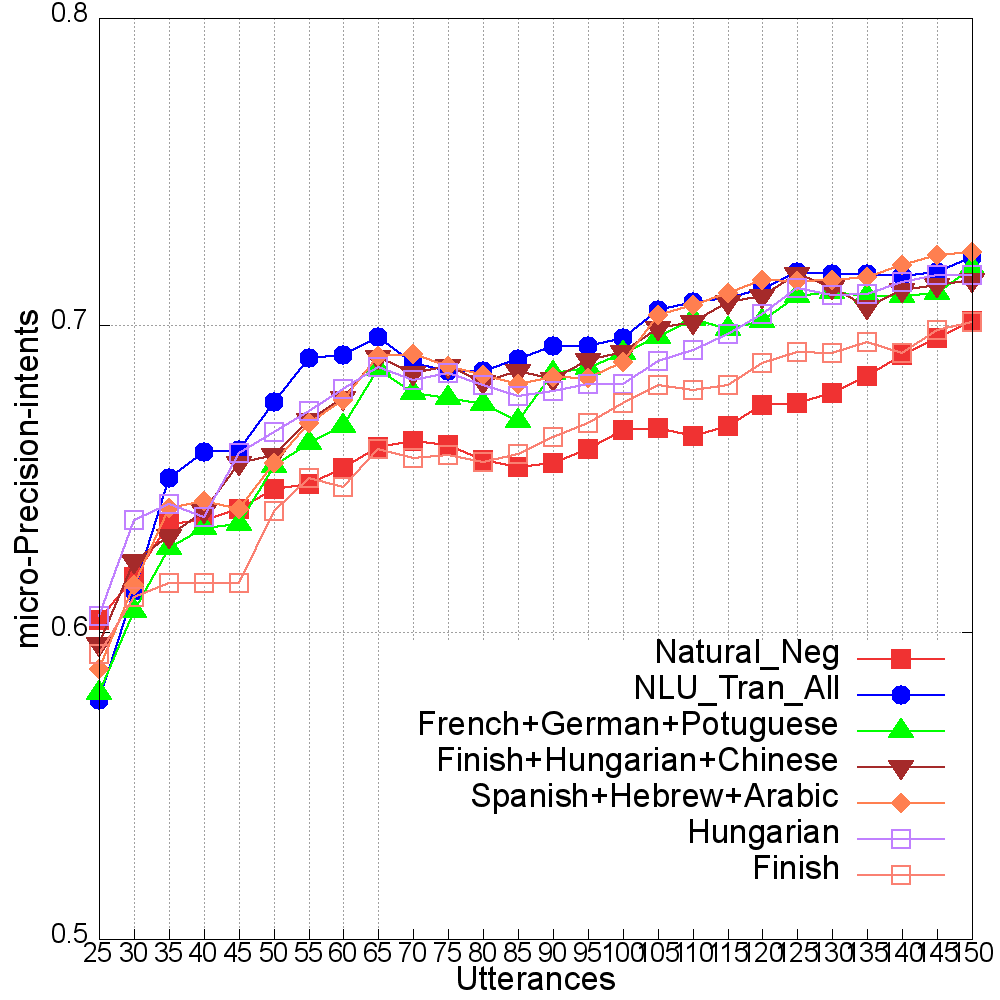 0.8
0.7
0.6
0.5
micro-Precision-intents
Natural_Neg
NLU_Tran_All
French+German+Potuguese
Finish+Hungarian+Chinese
Spanish+Hebrew+Arabic
Hungarian
Finish
25 30 35 40 45 50 55 60 65 70 75 80 85 90 95 100 105 110 115 120 125 130 135 140 145 150
Utterances